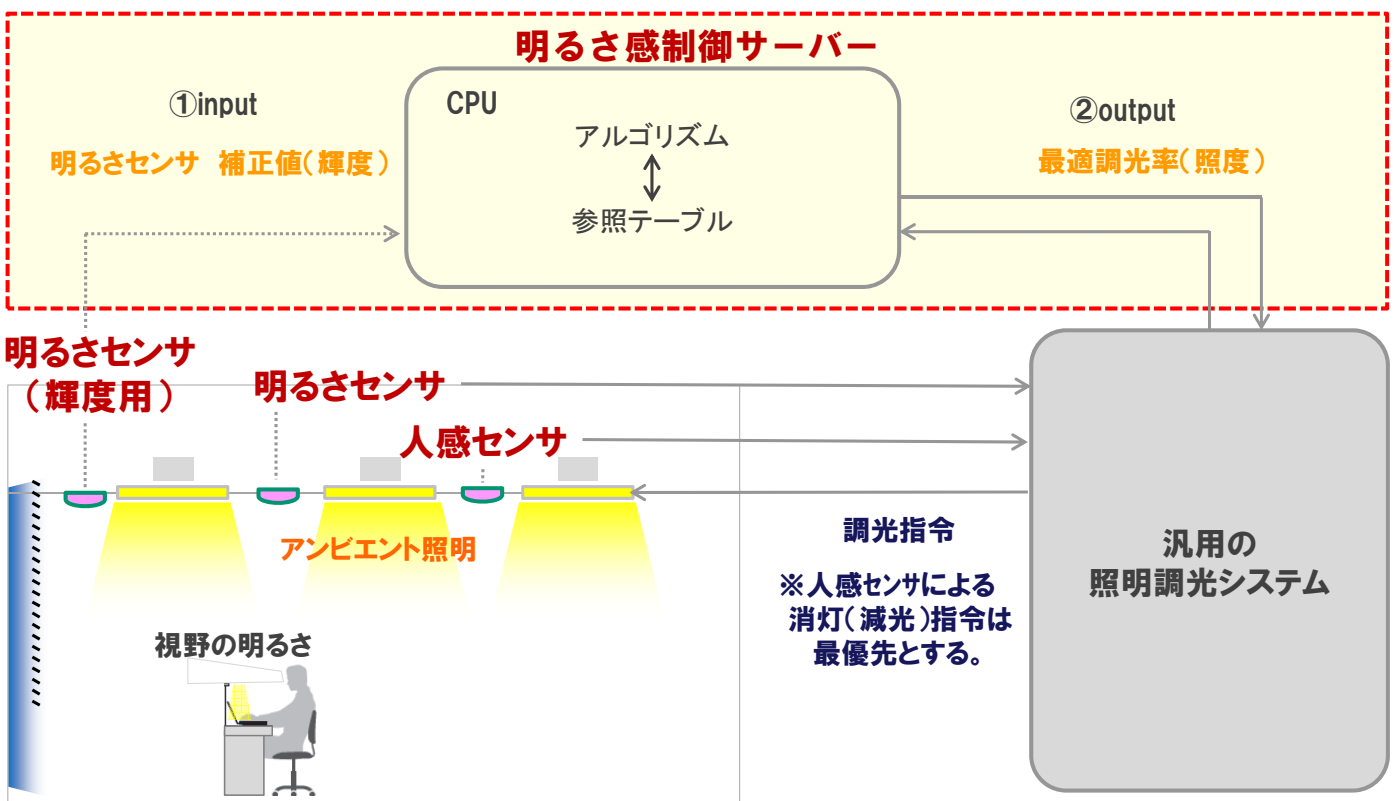 明るさ感制御サーバー
①input
明るさセンサ 補正値(輝度)
CPU
アルゴリズム
参照テーブル
②output
最適調光率(照度)
明るさセンサ
(輝度用)
明るさセンサ
人感センサ
アンビエント照明
視野の明るさ
調光指令
※人感センサによる
消灯(減光)指令は
最優先とする。
汎用の
照明調光システム